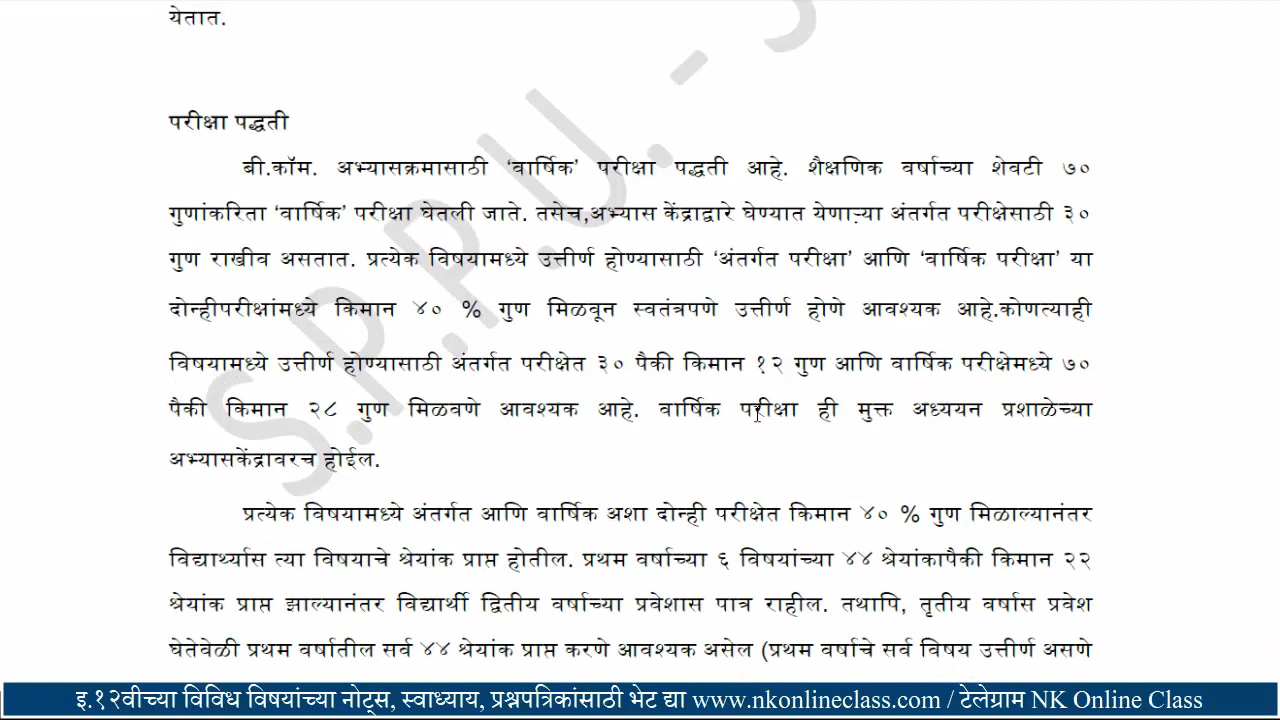 येतात.
परीक्षा पद्धती
बी.कॉम. अभ्यासक्रमासाठी ‘वार्षिक’ परीक्षा पद्धती आहे. शैक्षणिक वर्षाच्या शेवटी ७०
गुणांकरिता ‘वार्षिक’ परीक्षा घेतली जाते. तसेच,अभ्यास केंद्राद्वारे घेण्यात येणाऱ्या अंतर्गत परीक्षेसाठी ३०
गुण राखीव असतात. प्रत्येक विषयामध्ये उत्तीर्ण होण्यासाठी ‘अंतर्गत परीक्षा’ आणि ‘वार्षिक परीक्षा’ या
दोन्हीपरीक्षांमध्ये किमान ४० % गुण मिळवून स्वतंत्रपणे उत्तीर्ण होणे आवश्यक आहे.कोणत्याही
विषयामध्ये उत्तीर्ण होण्यासाठी अंतर्गत परीक्षेत ३० पैकी किमान १२ गुण आणि वार्षिक परीक्षेमध्ये ७०
पैकी किमान २८ गुण मिळवणे आवश्यक आहे. वार्षिक परीक्षा ही मुक्त अध्ययन प्रशाळेच्या
अभ्यासकेंद्रावरच होईल.
प्रत्येक विषयामध्ये अंतर्गत आणि वार्षिक अशा दोन्ही परीक्षेत किमान ४० % गुण मिळाल्यानंतर
विद्यार्थ्यास त्या विषयाचे श्रेयांक प्राप्त होतील. प्रथम वर्षाच्या ६ विषयांच्या ४४ श्रेयांकापैकी किमान २२
श्रेयांक प्राप्त झाल्यानंतर विद्यार्थी द्वितीय वर्षाच्या प्रवेशास पात्र राहील. तथापि, तृतीय वर्षास प्रवेश
घेतेवेळी प्रथम वर्षातील सर्व ४४ श्रेयांक प्राप्त करणे आवश्यक असेल (प्रथम वर्षाचे सर्व विषय उत्तीर्ण असणे
S.P.P.U. -
इ.१२वीच्या विविध विषयांच्या नोट्स, स्वाध्याय, प्रश्नपत्रिकांसाठी भेट द्या www.nkonlineclass.com / टेलेग्राम NK Online Class